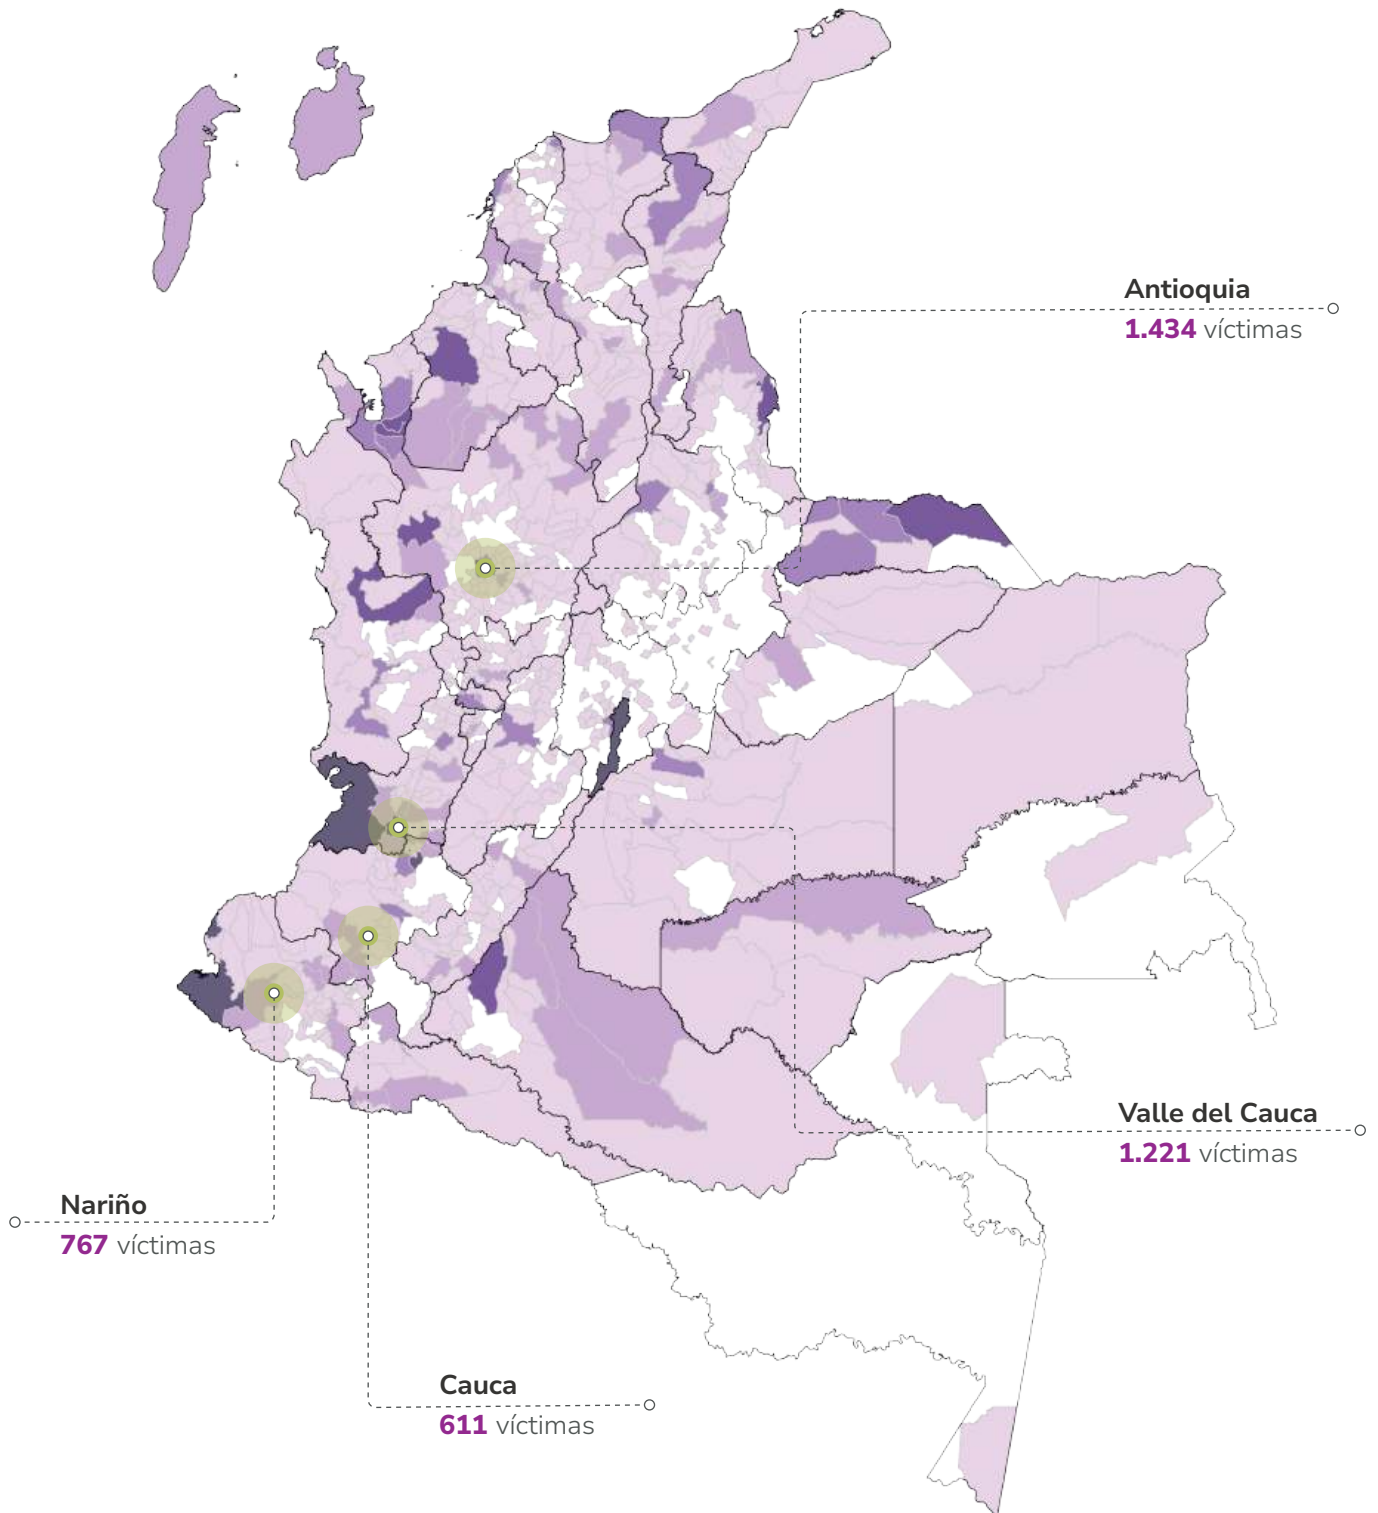 Antioquia
1.434 víctimas
Valle del Cauca
1.221 víctimas
Nariño
767 víctimas
Cauca
611 víctimas